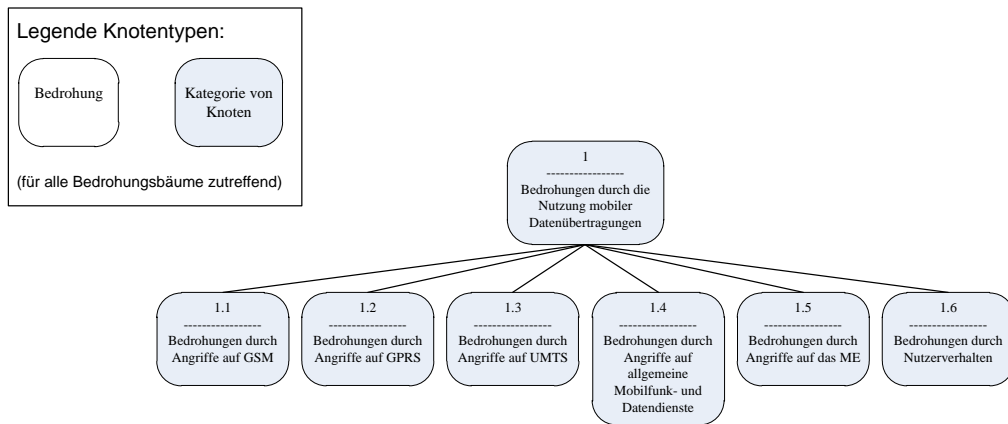 Legende Knotentypen:
Bedrohung
Kategie von
Knoten
(für alle Bedrohungsbäume zutreffend)
1
-----------------
Bedrohungen durch die
Nutzung mobiler
Datenübertragungen
1.1
-----------------
Bedrohungen durch
Angriffe auf GSM
1.2
-----------------
Bedrohungen durch
Angriffe auf GPRS
1.3
-----------------
Bedrohungen durch
Angriffe auf UMTS
1.4
-----------------
Bedrohungen durch
Angriffe auf
allgemeine
Mobilfunk- und
Datendienste
1.5
-----------------
Bedrohungen durch
Angriffe auf das ME
1.6
-----------------
Bedrohungen durch
Nutzerverhalten